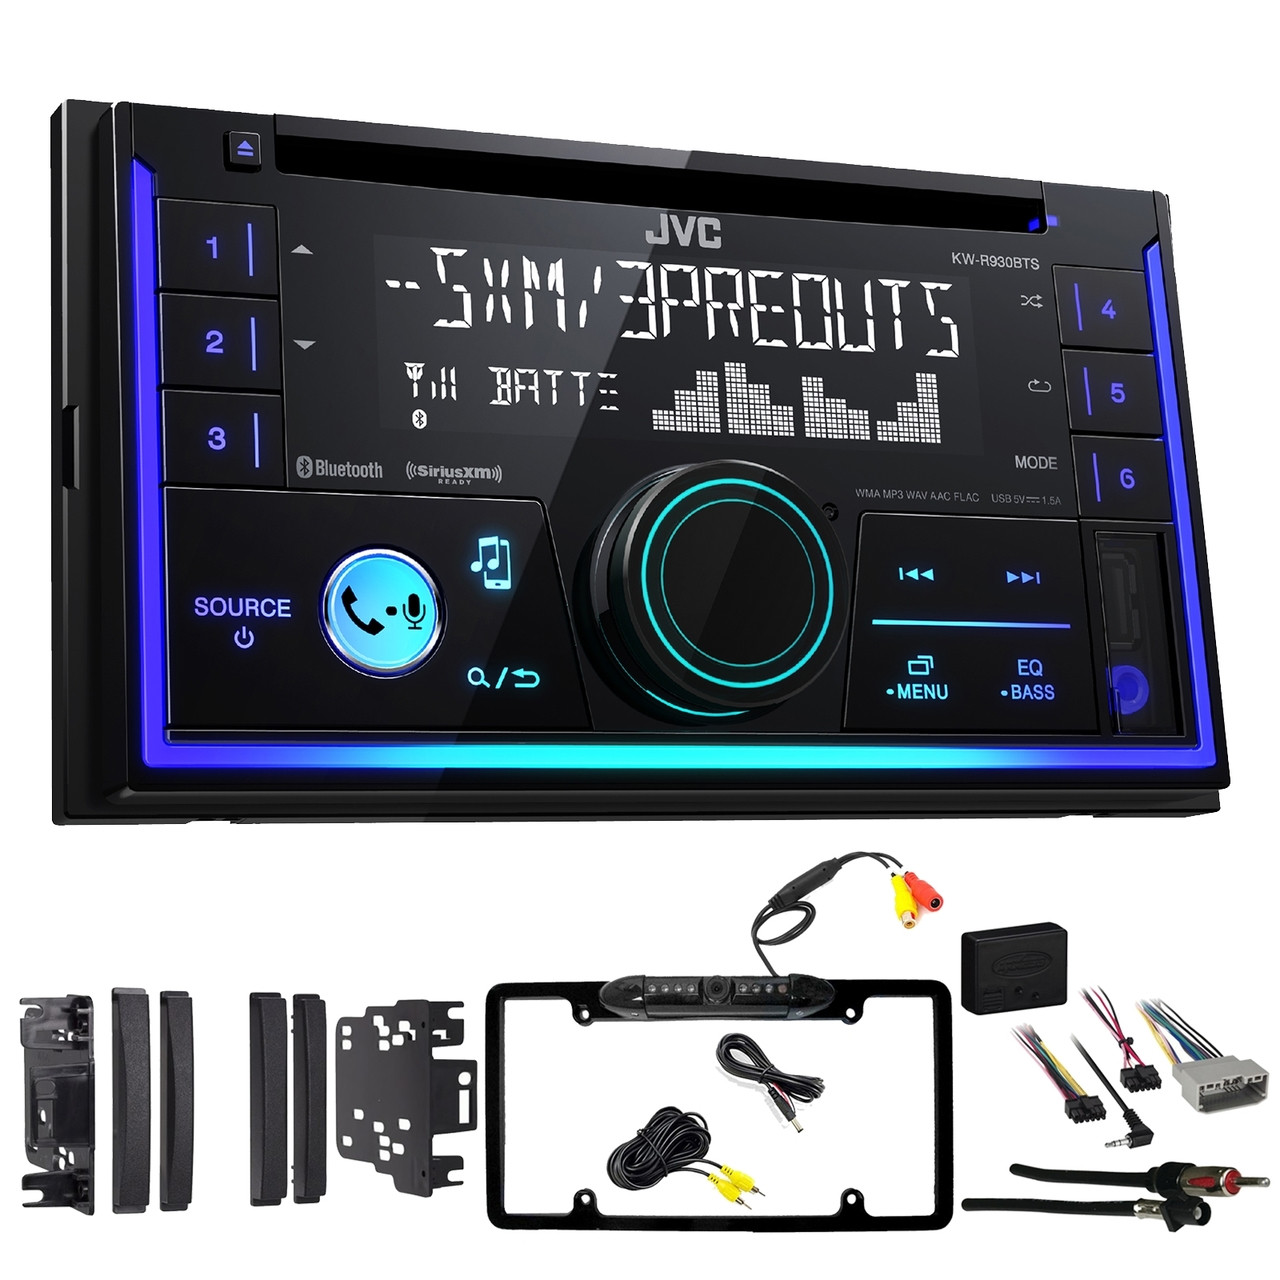 JVC
KW-R930BTS
--SXM/3PREOUTS
BATTE
1
2
3
4
5
6
MODE
Bluetooth
((SiriusXM))
READY
WMA MP3 WAV AAC FLAC USB 5V⎓1.5A
SOURCE
•MENU
EQ
•BASS